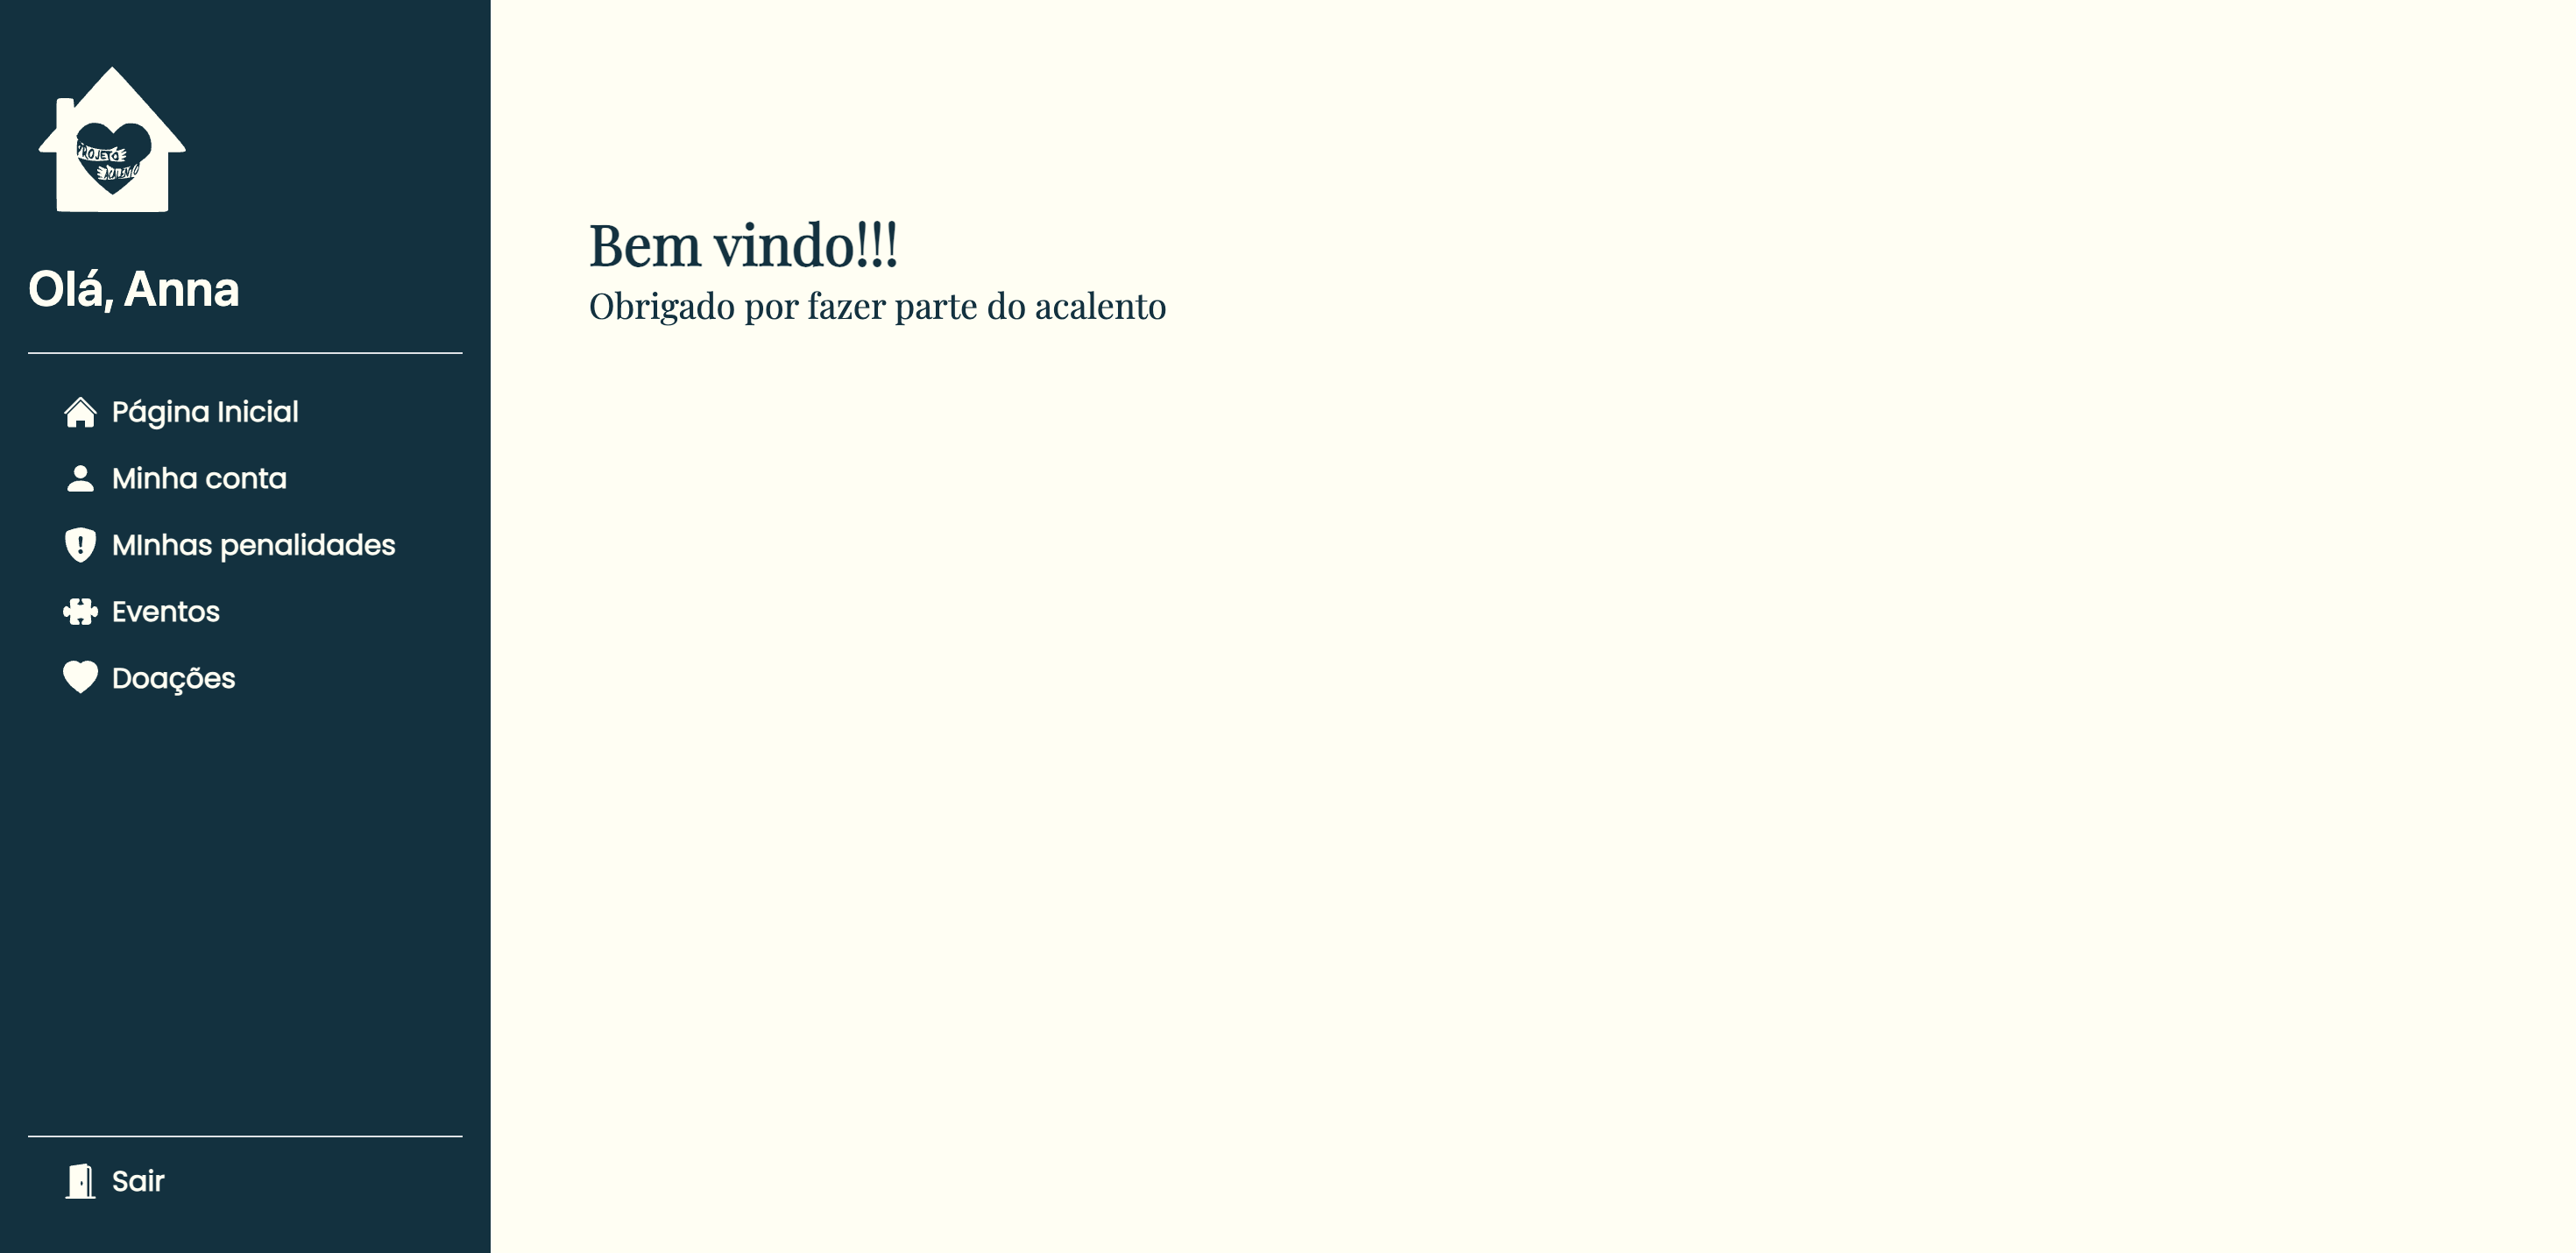 PROJETO
ACALENTO
Olá, Anna
Página Inicial
Minha conta
MInhas penalidades
Eventos
Doações
Sair
Bem vindo!!!
Obrigado por fazer parte do acalento